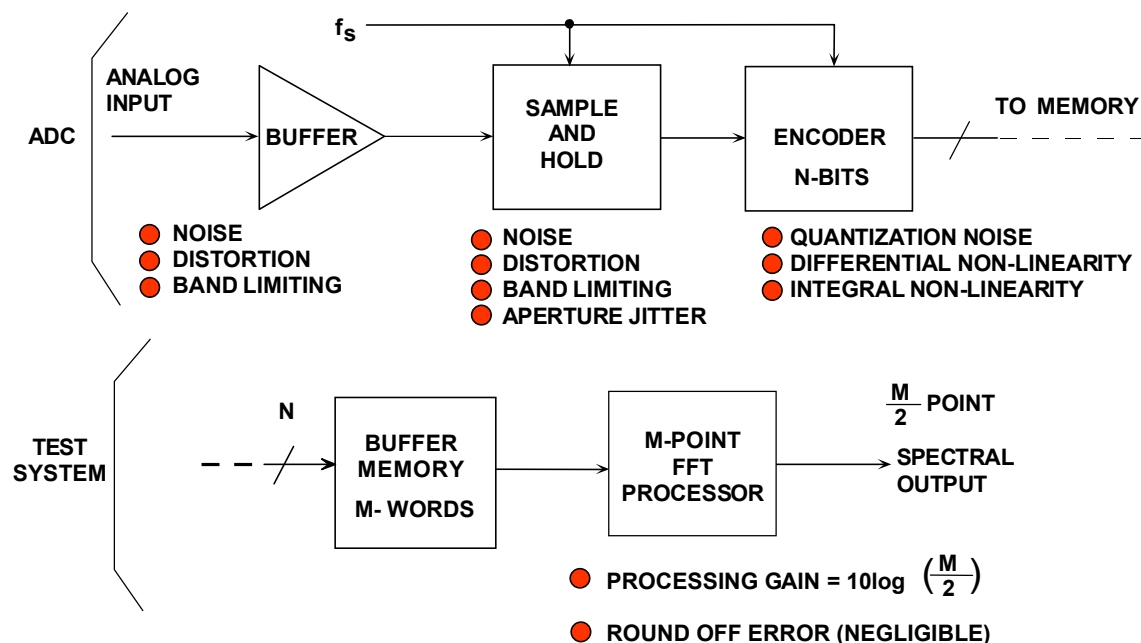 fs
ADC
ANALOG
INPUT
BUFFER
SAMPLE
AND
HOLD
ENCODER
N-BITS
TO MEMORY
NOISE
DISTORTION
BAND LIMITING
NOISE
DISTORTION
BAND LIMITING
APERTURE JITTER
QUANTIZATION NOISE
DIFFERENTIAL NON-LINEARITY
INTEGRAL NON-LINEARITY
TEST
SYSTEM
N
BUFFER
MEMORY
M- WORDS
M-POINT
FFT
PROCESSOR
M/2 POINT
SPECTRAL
OUTPUT
PROCESSING GAIN = 10log (M/2)
ROUND OFF ERROR (NEGLIGIBLE)